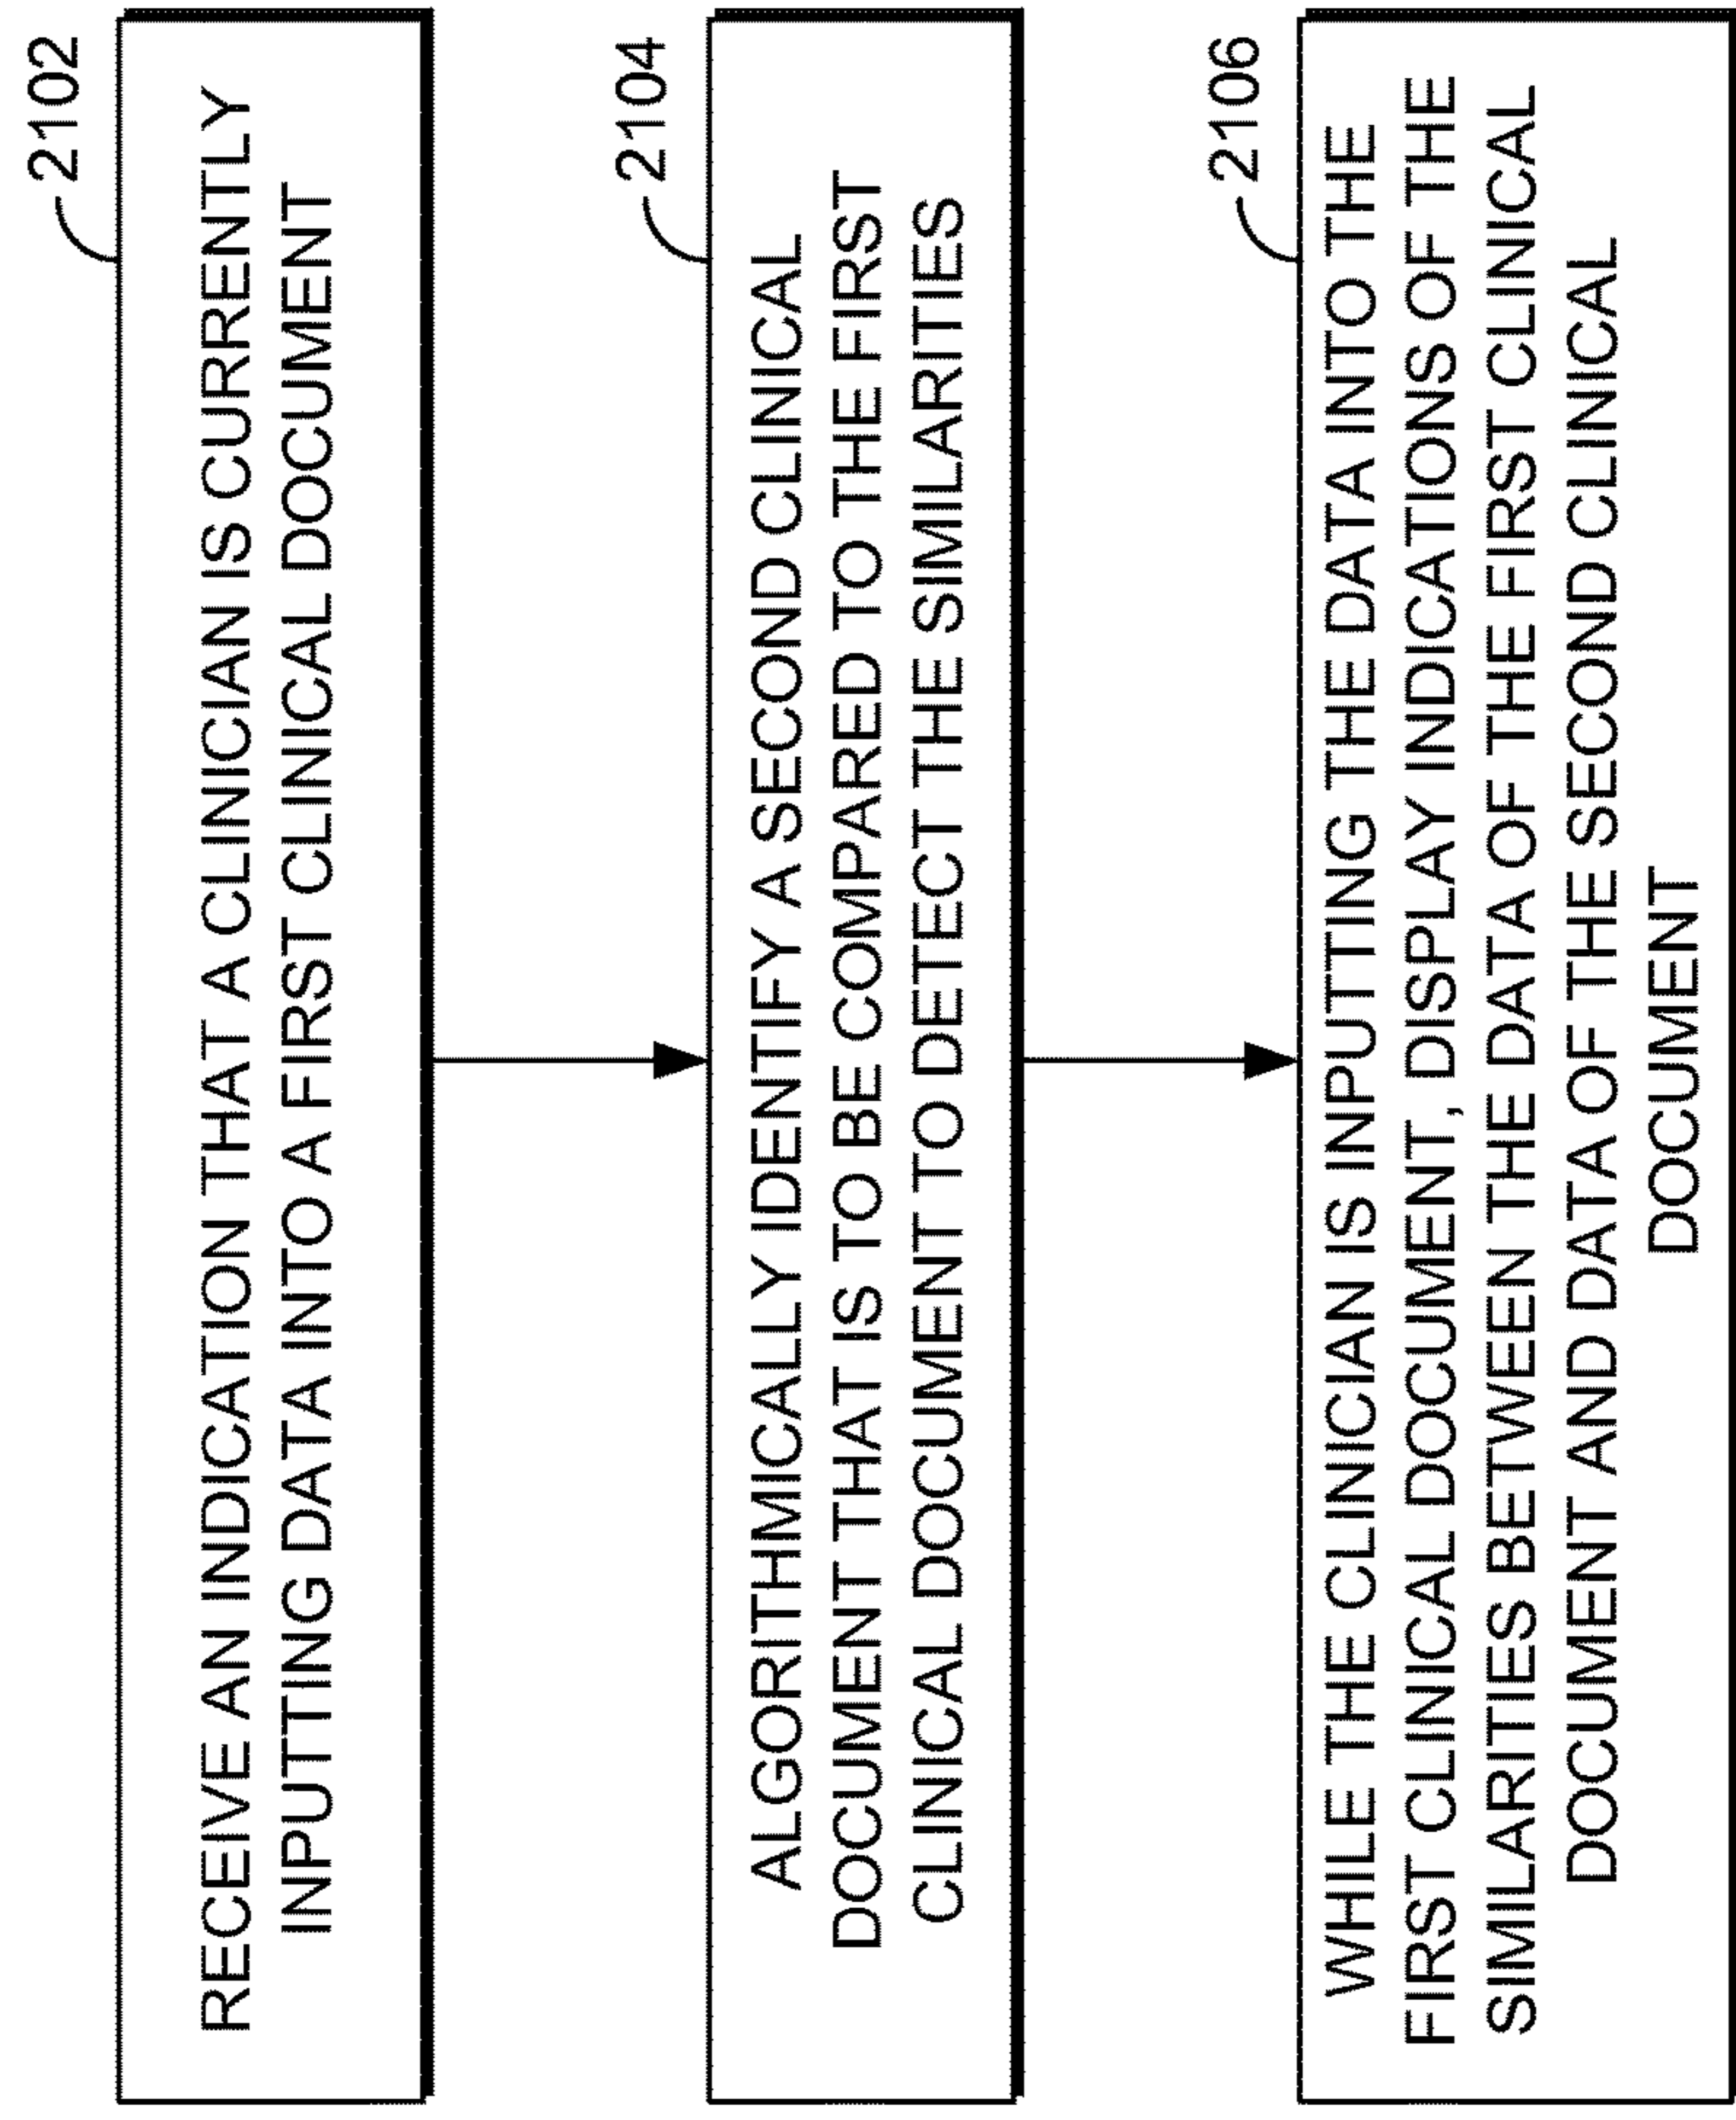 2102
RECEIVE AN INDICATION THAT A CLINICIAN IS CURRENTLY
INPUTTING DATA INTO A FIRST CLINICAL DOCUMENT
2104
ALGORITHMICALLY IDENTIFY A SECOND CLINICAL
DOCUMENT THAT IS TO BE COMPARED TO THE FIRST
CLINICAL DOCUMENT TO DETECT THE SIMILARITIES
2106
WHILE THE CLINICIAN IS INPUTTING THE DATA INTO THE
FIRST CLINICAL DOCUMENT, DISPLAY INDICATIONS OF THE
SIMILARITIES BETWEEN THE DATA OF THE FIRST CLINICAL
DOCUMENT AND DATA OF THE SECOND CLINICAL
DOCUMENT